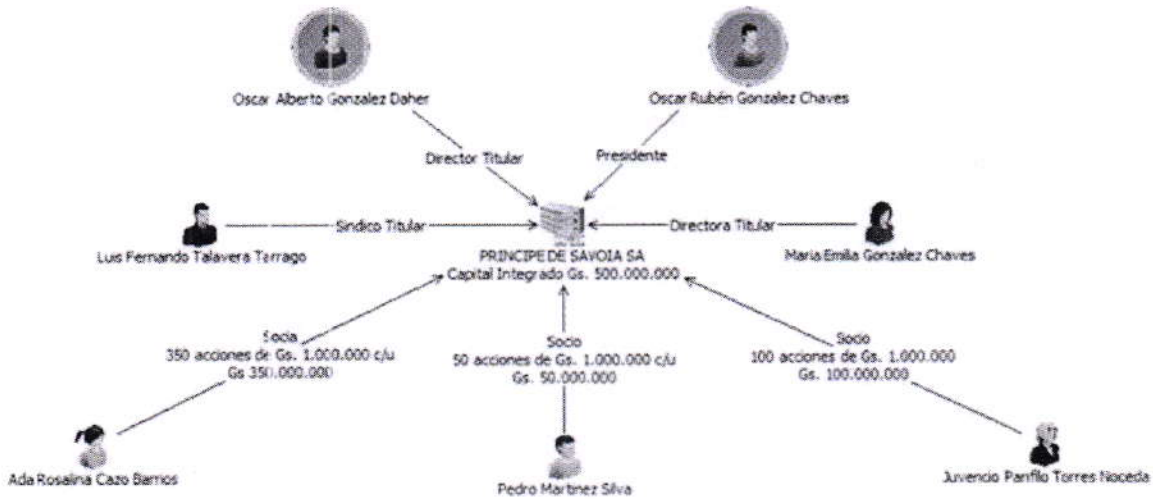 Oscar Alberto Gonzalez Daher
Oscar Rubén Gonzalez Chaves
Director Titular
Presidente
Sindico Titular
Directora Titular
Luis Fernando Talavera Tarrago
PRINCIPE DE SAVOIA SA
Maria Emilia Gonzalez Chaves
Capital Integrado Gs. 500.000.000
Socia
350 acciones de Gs. 1.000.000 c/u
Gs 350.000.000
Socio
50 acciones de Gs. 1.000.000 c/u
Gs. 50.000.000
Socio
100 acciones de Gs. 1.000.000
Gs. 100.000.000
Ada Rosalina Cazo Barrios
Pedro Martinez Silva
Juvencio Panfilo Torres Noceda